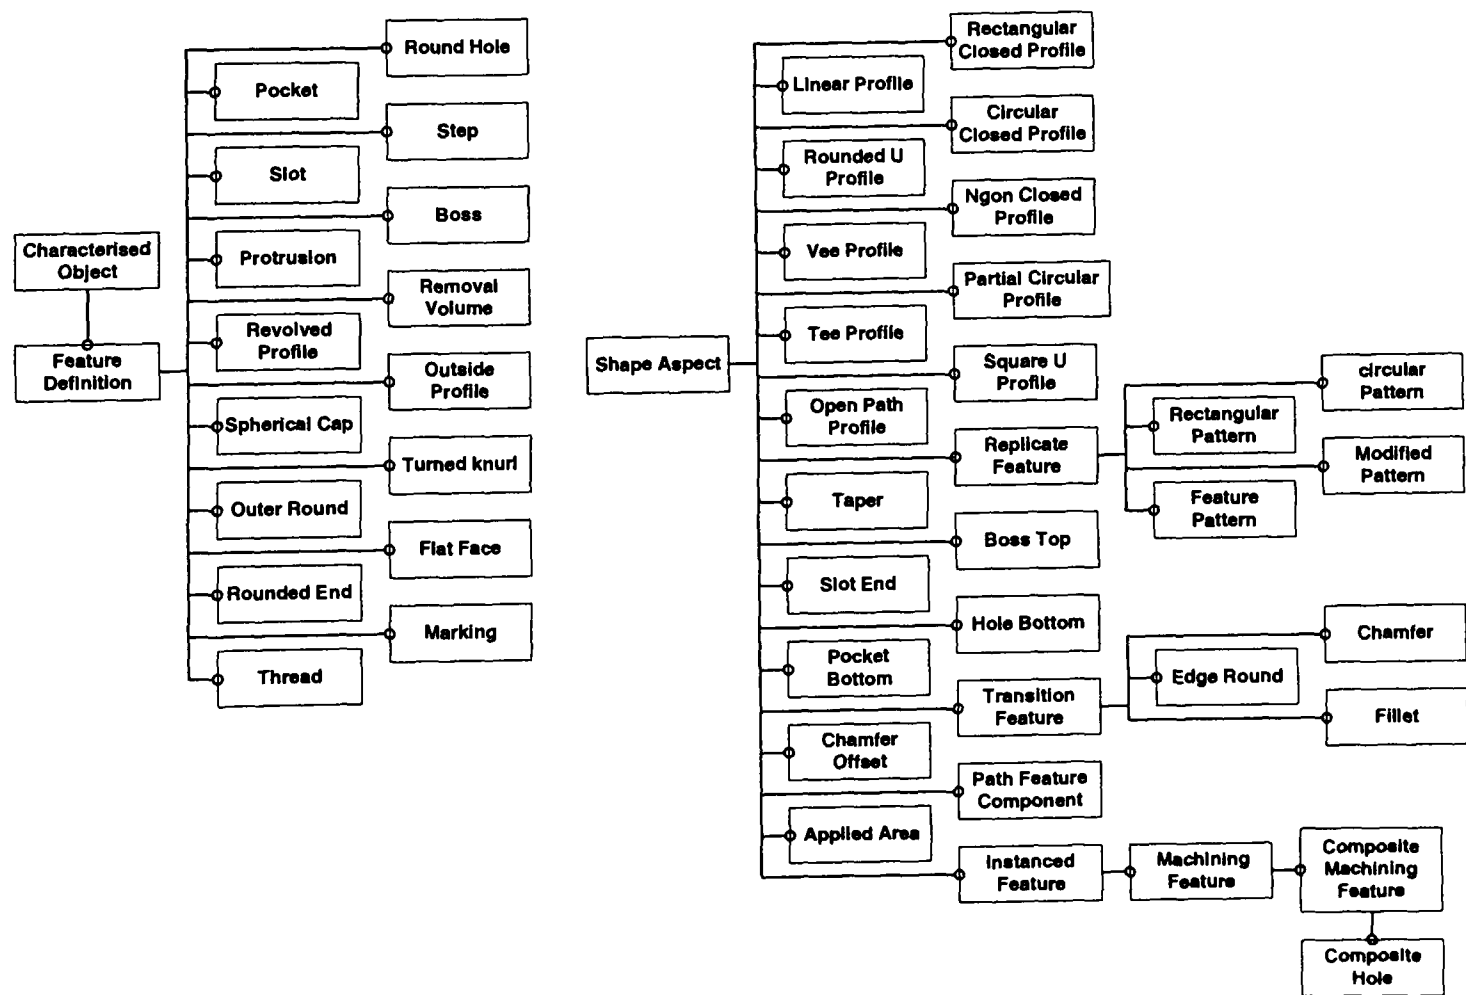 Characterised
Object
Feature
Definition
Round Hole
Pocket
Step
Slot
Boss
Protrusion
Removal
Volume
Revolved
Profile
Outside
Profile
Spherical Cap
Turned knurl
Outer Round
Flat Face
Rounded End
Marking
Thread
Shape Aspect
Rectangular
Closed Profile
Linear Profile
Circular
Closed Profile
Rounded U
Profile
Ngon Closed
Profile
Vee Profile
Partial Circular
Profile
Tee Profile
Square U
Profile
Open Path
Profile
Replicate
Feature
Taper
Boss Top
Slot End
Hole Bottom
Pocket
Bottom
Transition
Feature
Chamfer
Offset
Path Feature
Component
Applied Area
Instanced
Feature
circular
Pattern
Rectangular
Pattern
Modified
Pattern
Feature
Pattern
Chamfer
Edge Round
Fillet
Machining
Feature
Composite
Machining
Feature
Composite
Hole